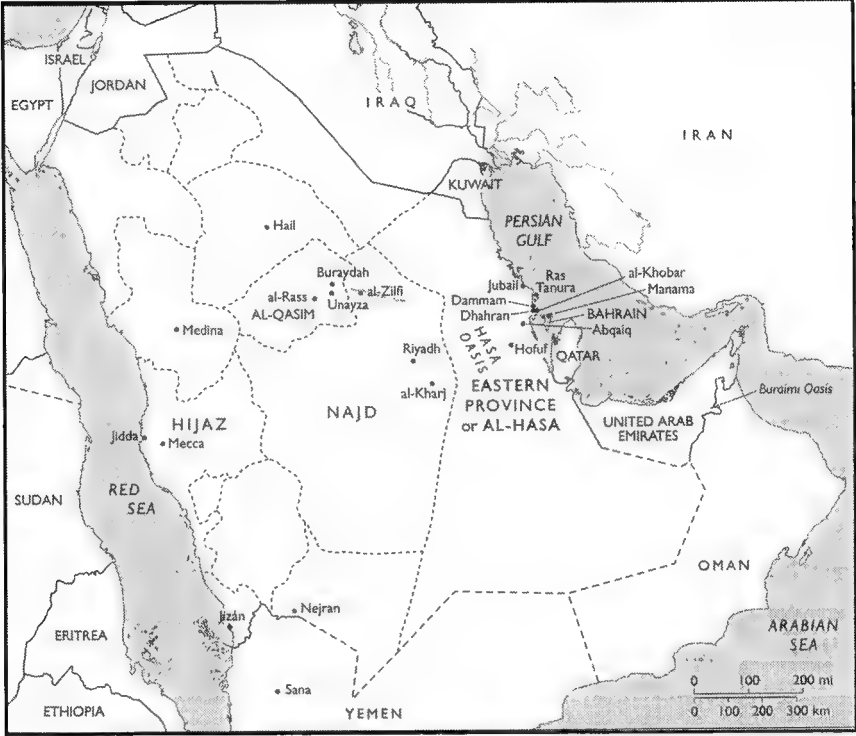 ISRAEL
JORDAN
EGYPT
IRAQ
IRAN
KUWAIT
PERSIAN
GULF
Hail
Buraydah
al-Rass
Unayza
al-Zilfi
AL-QASIM
Jubail
Ras
Tanura
al-Khobar
Manama
Dammam
Dhahran
BAHRAIN
Abqaiq
Medina
HASA
OASIS
Hofuf
QATAR
Riyadh
al-Kharj
EASTERN
PROVINCE
or AL-HASA
Buraimi Oasis
UNITED ARAB
EMIRATES
HIJAZ
NAJD
Jidda
Mecca
RED
SEA
SUDAN
OMAN
Nejran
Jizán
ERITREA
ARABIAN
SEA
Sana
YEMEN
ETHIOPIA
0 100 200 mi
0 100 200 300 km